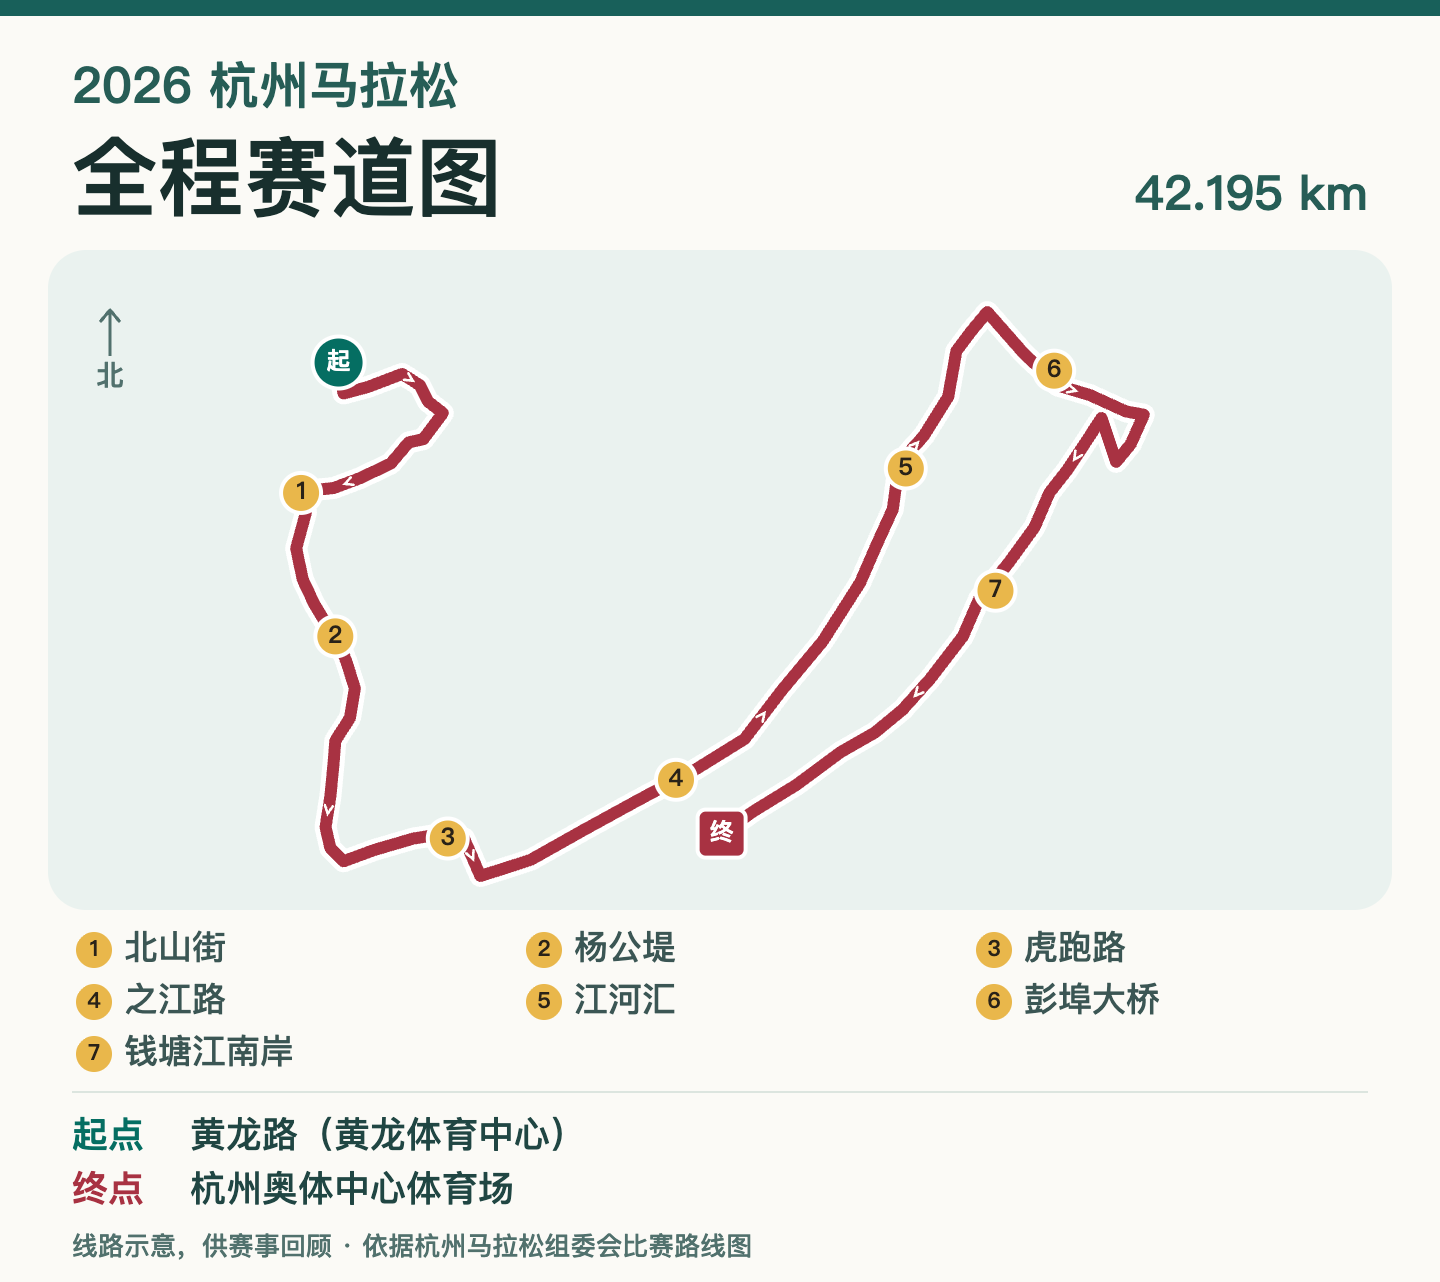 2026 杭州马拉松
全程赛道图
42.195 km
北
起
1
2
3
4
5
6
7
终
1 北山街
2 杨公堤
3 虎跑路
4 之江路
5 江河汇
6 彭埠大桥
7 钱塘江南岸
起点 黄龙路（黄龙体育中心）
终点 杭州奥体中心体育场
线路示意，供赛事回顾 · 依据杭州马拉松组委会比赛路线图